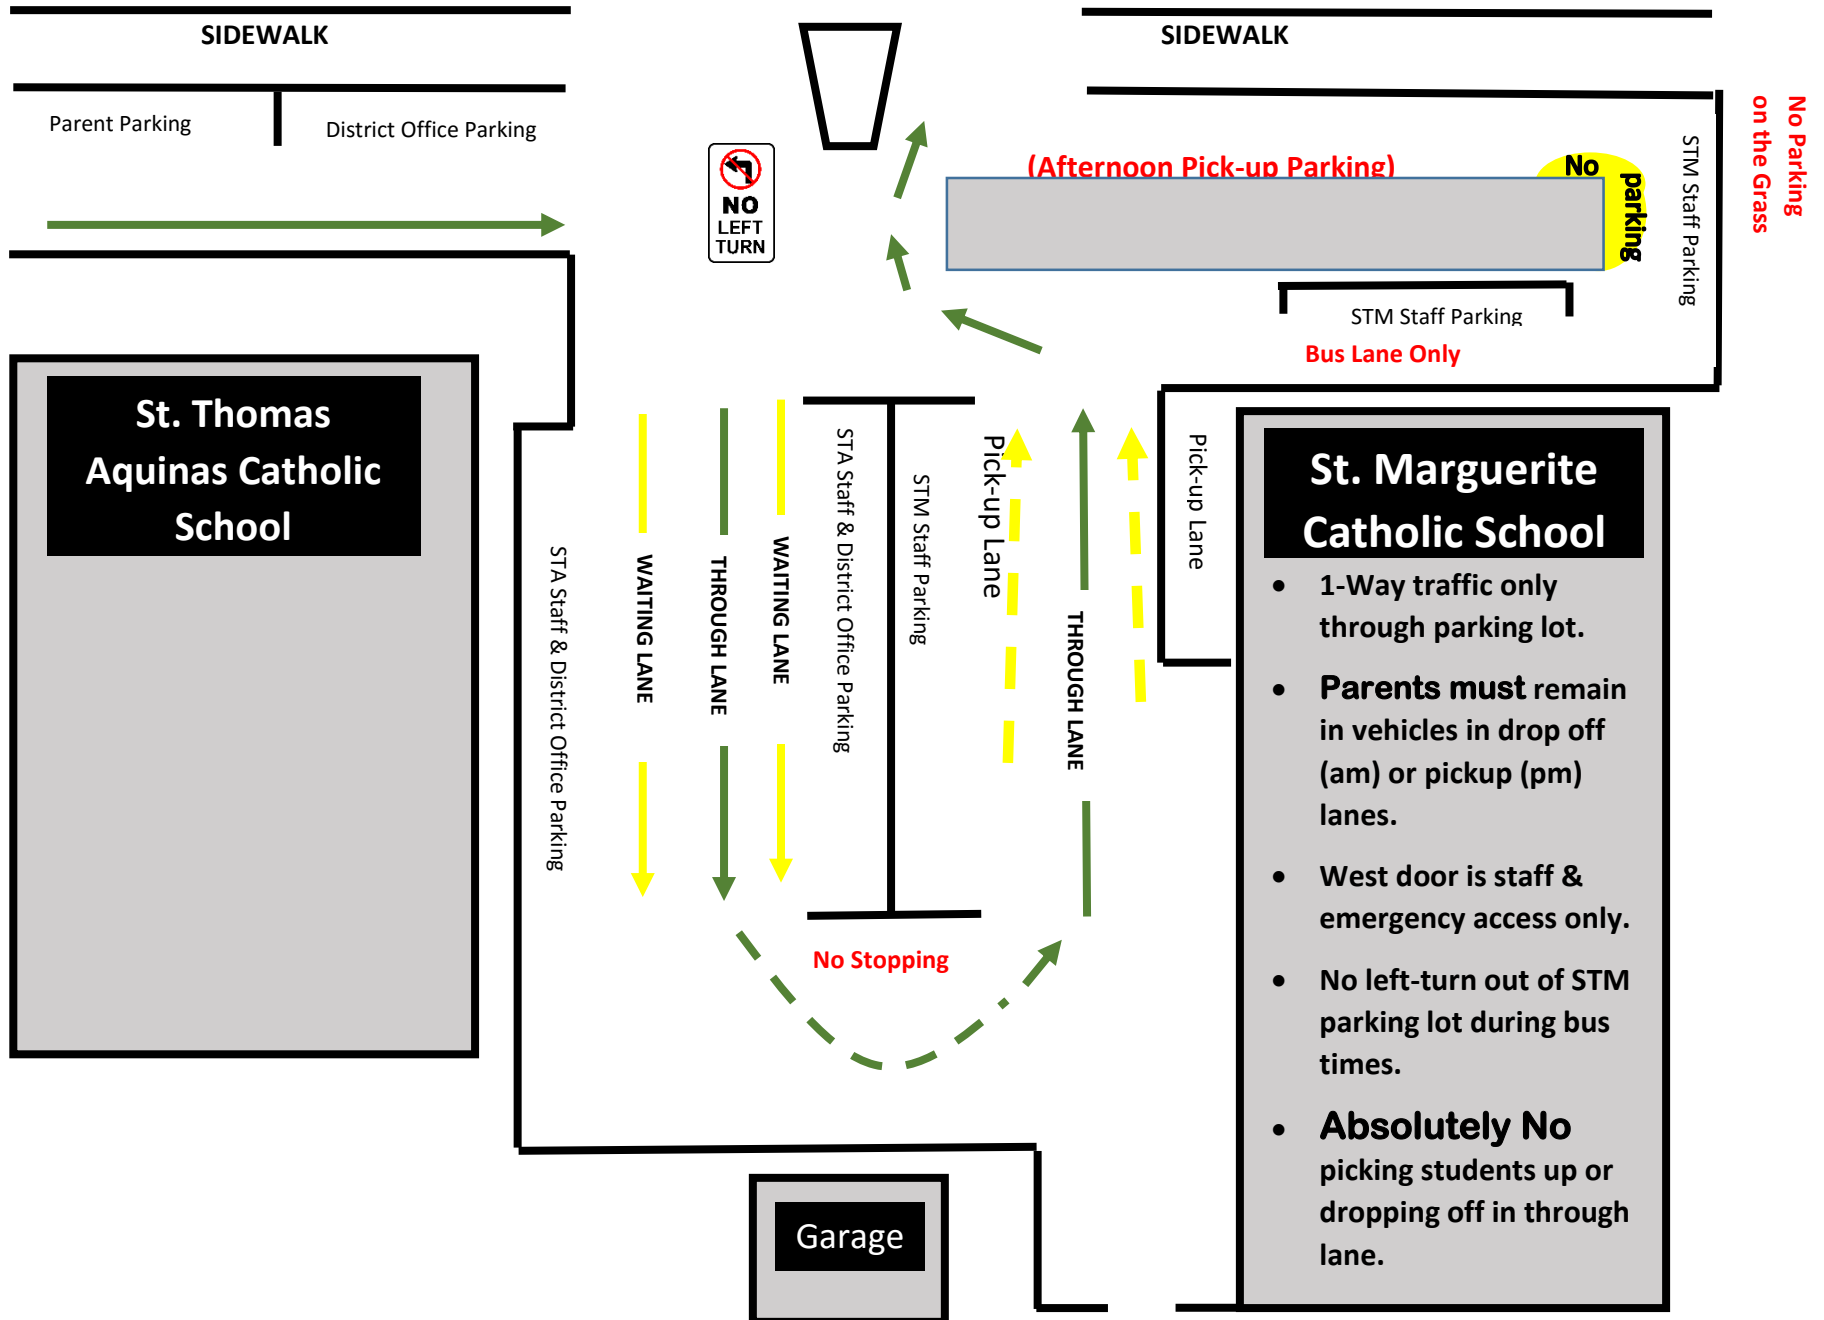 SIDEWALK
SIDEWALK
Parent Parking
District Office Parking
NO
LEFT
TURN
(Afternoon Pick-up Parking)
No
parking
STM Staff Parking
No Parking
on the Grass
STM Staff Parking
Bus Lane Only
St. Thomas
Aquinas Catholic
School
STA Staff & District Office Parking
WAITING LANE
THROUGH LANE
WAITING LANE
STA Staff & District Office Parking
STM Staff Parking
Pick-up Lane
THROUGH LANE
Pick-up Lane
No Stopping
St. Marguerite
Catholic School
• 1-Way traffic only
through parking lot.
• Parents must remain
in vehicles in drop off
(am) or pickup (pm)
lanes.
• West door is staff &
emergency access only.
• No left-turn out of STM
parking lot during bus
times.
• Absolutely No
picking students up or
dropping off in through
lane.
Garage